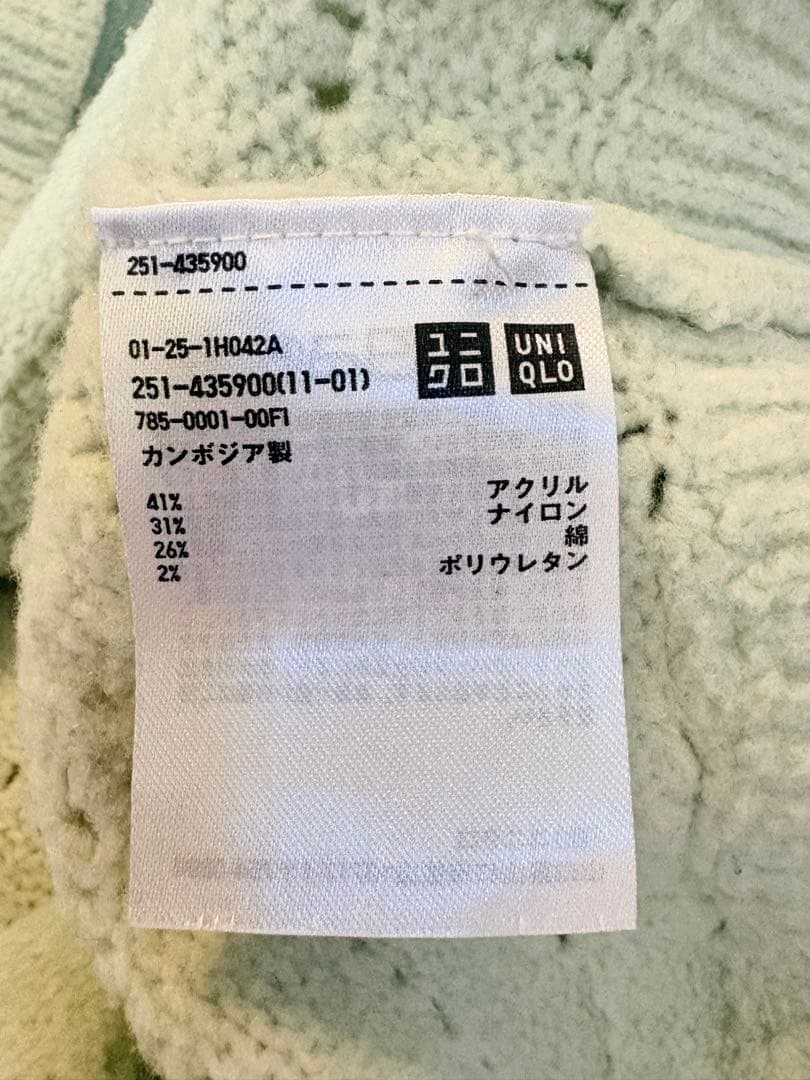 251-435900
01-25-1H042A
251-435900(11-01)
785-0001-00FI
カンボジア製
ユニ
クロ
UNI
QLO
41% アクリル
31% ナイロン
26% 綿
2% ポリウレタン